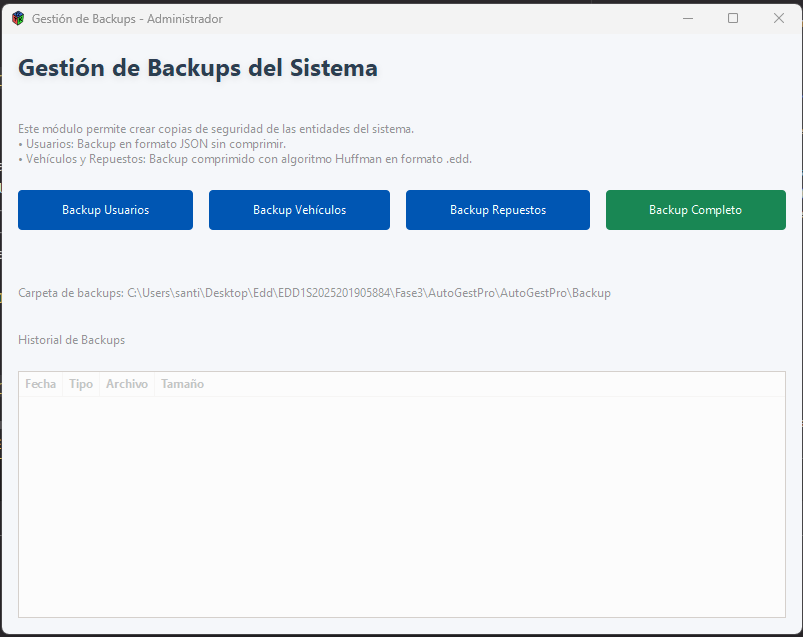 Gestión de Backups - Administrador
Gestión de Backups del Sistema
Este módulo permite crear copias de seguridad de las entidades del sistema.
• Usuarios: Backup en formato JSON sin comprimir.
• Vehículos y Repuestos: Backup comprimido con algoritmo Huffman en formato .edd.
Backup Usuarios Backup Vehículos Backup Repuestos Backup Completo
Carpeta de backups: C:\Users\santi\Desktop\Edd\EDD1S2025201905884\Fase3\AutoGestPro\AutoGestPro\Backup
Historial de Backups
Fecha Tipo Archivo Tamaño